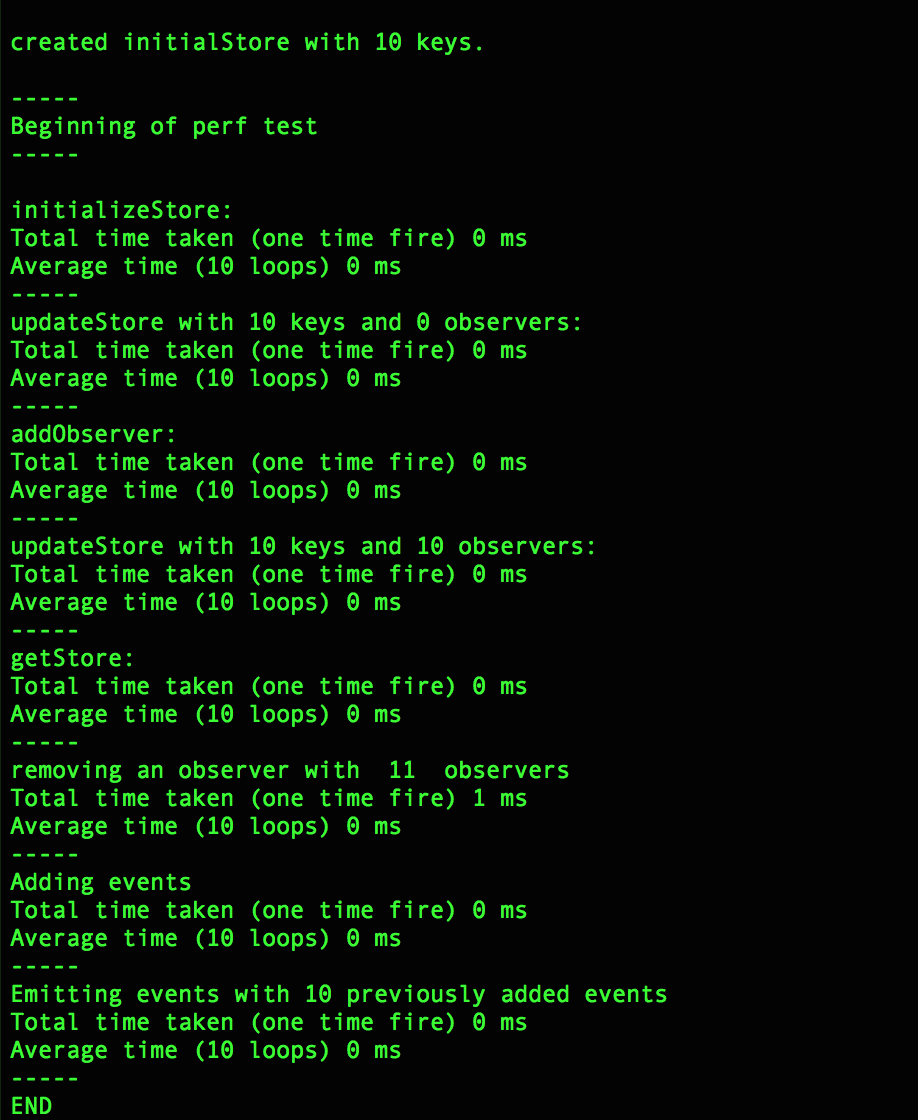 created initialStore with 10 keys.
-----
Beginning of perf test
-----
initializeStore:
Total time taken (one time fire) 0 ms
Average time (10 loops) 0 ms
-----
updateStore with 10 keys and 0 observers:
Total time taken (one time fire) 0 ms
Average time (10 loops) 0 ms
-----
addObserver:
Total time taken (one time fire) 0 ms
Average time (10 loops) 0 ms
-----
updateStore with 10 keys and 10 observers:
Total time taken (one time fire) 0 ms
Average time (10 loops) 0 ms
-----
getStore:
Total time taken (one time fire) 0 ms
Average time (10 loops) 0 ms
-----
removing an observer with  11  observers
Total time taken (one time fire) 1 ms
Average time (10 loops) 0 ms
-----
Adding events
Total time taken (one time fire) 0 ms
Average time (10 loops) 0 ms
-----
Emitting events with 10 previously added events
Total time taken (one time fire) 0 ms
Average time (10 loops) 0 ms
-----
END